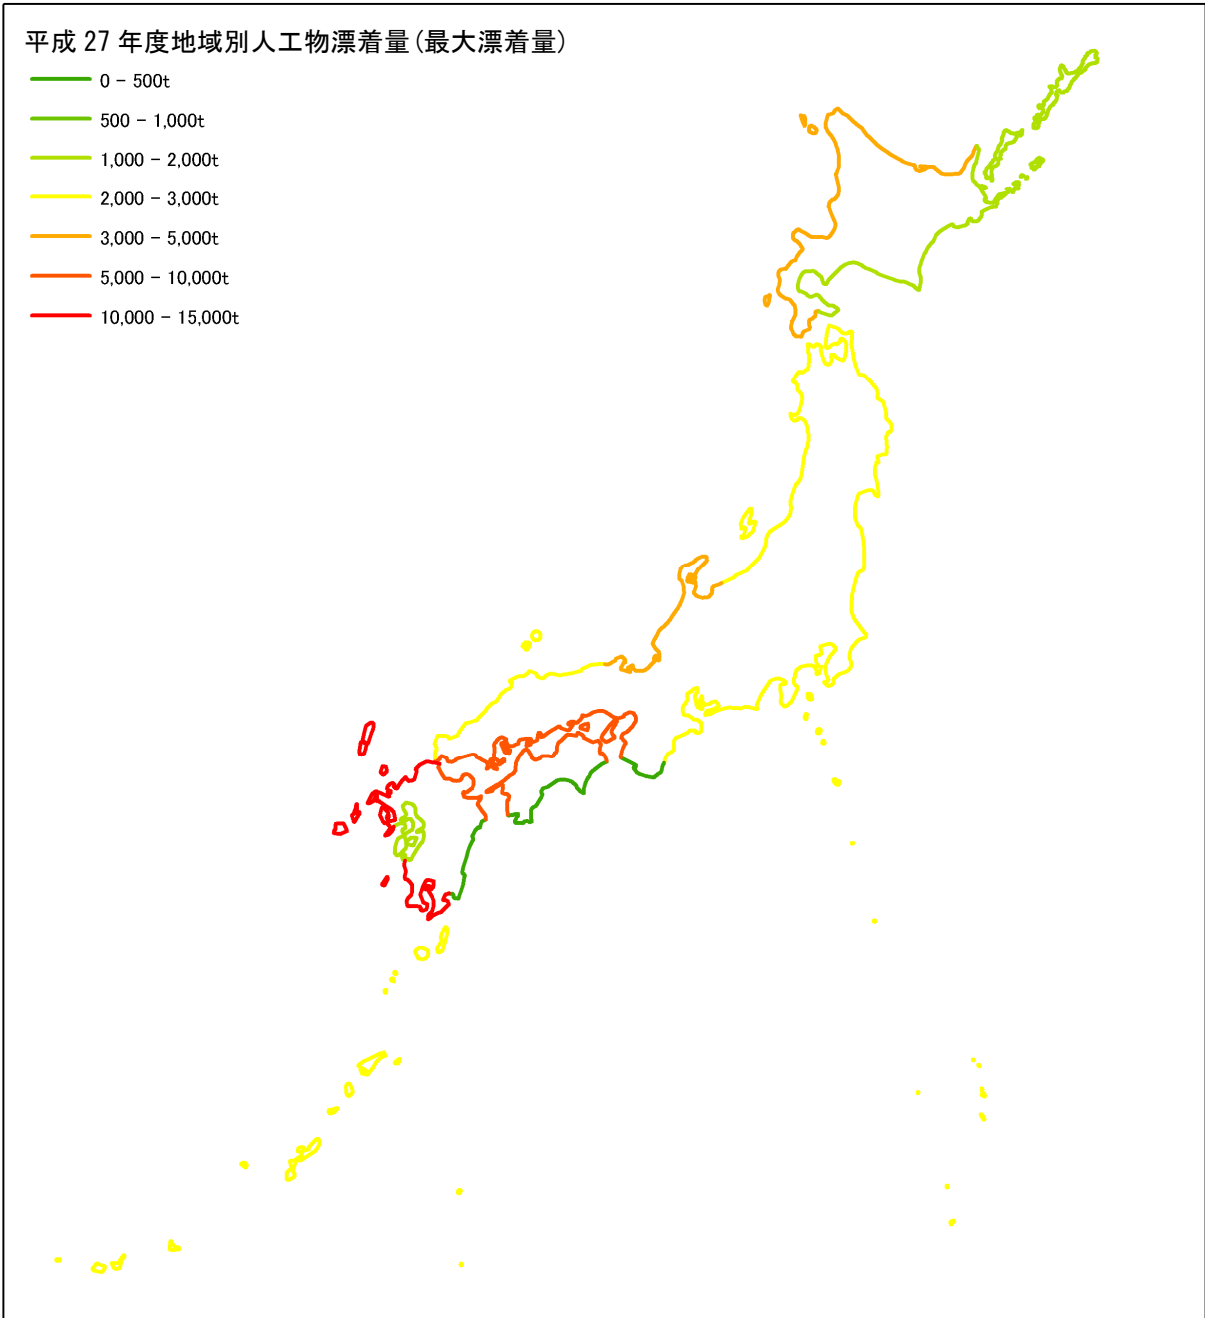 平成 27 年度地域別人工物漂着量(最大漂着量)
0 - 500t
500 - 1,000t
1,000 - 2,000t
2,000 - 3,000t
3,000 - 5,000t
5,000 - 10,000t
10,000 - 15,000t